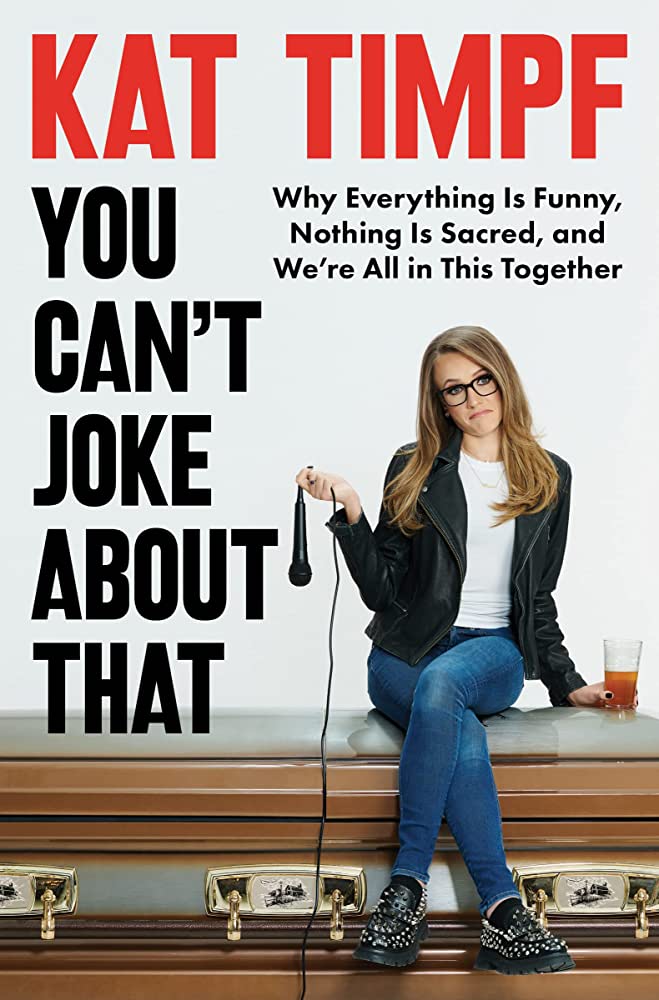 KAT TIMPF
YOU
CAN'T
JOKE
ABOUT
THAT
Why Everything Is Funny,
Nothing Is Sacred, and
We're All in This Together